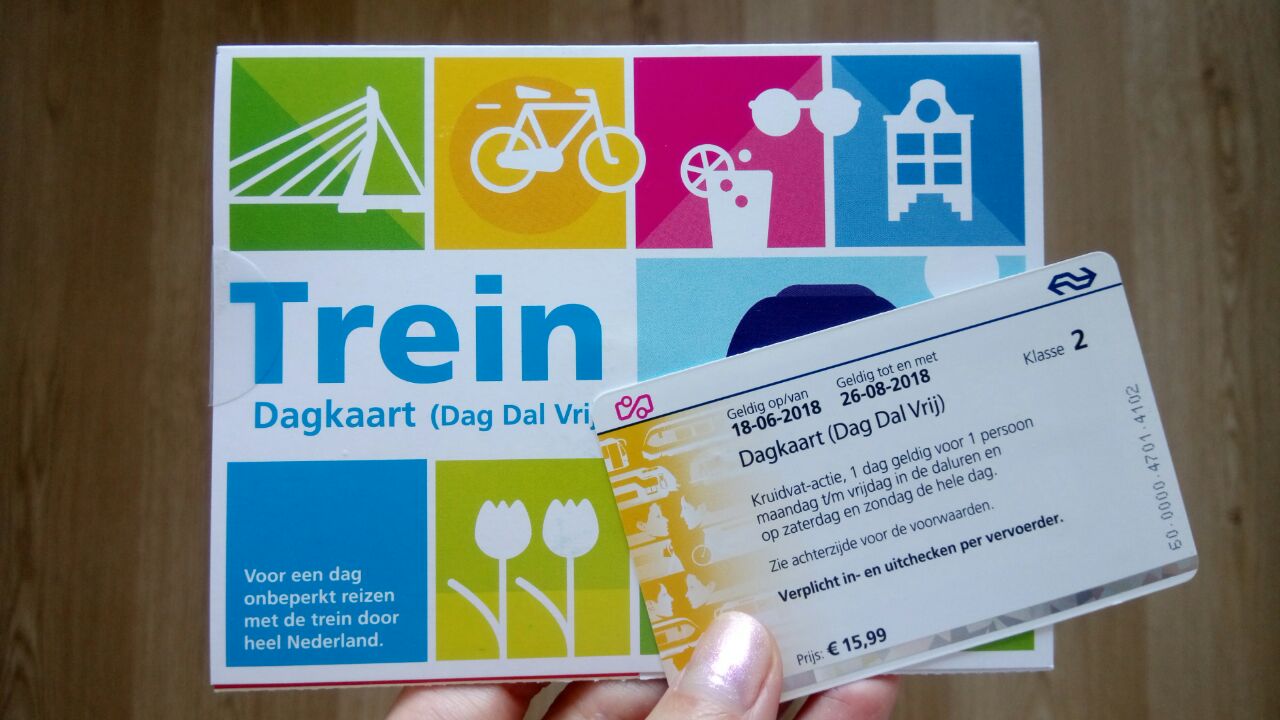 Trein
Dagkaart (Dag Dal Vrij
Voor een dag
onbeperkt reizen
met de trein door
heel Nederland.
Geldig op/van
18-06-2018
Geldig tot en met
26-08-2018
Klasse 2
Dagkaart (Dag Dal Vrij)
Kruidvat-actie, 1 dag geldig voor 1 persoon
maandag t/m vrijdag in de daluren en
op zaterdag en zondag de hele dag.
Zie achterzijde voor de voorwaarden.
Verplicht in- en uitchecken per vervoerder.
Prijs: € 15,99
60.0000.4701.4102